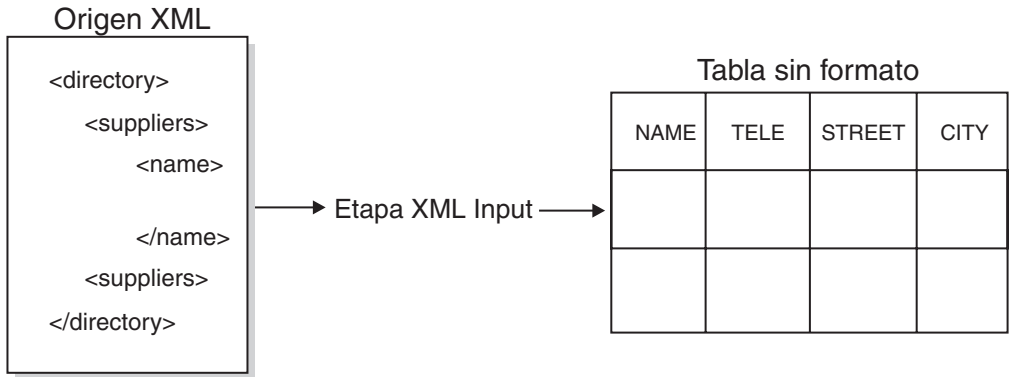 Origen XML
<directory>
<suppliers>
<name>
</name>
<suppliers>
</directory>
Etapa XML Input
Tabla sin formato
NAME TELE STREET CITY